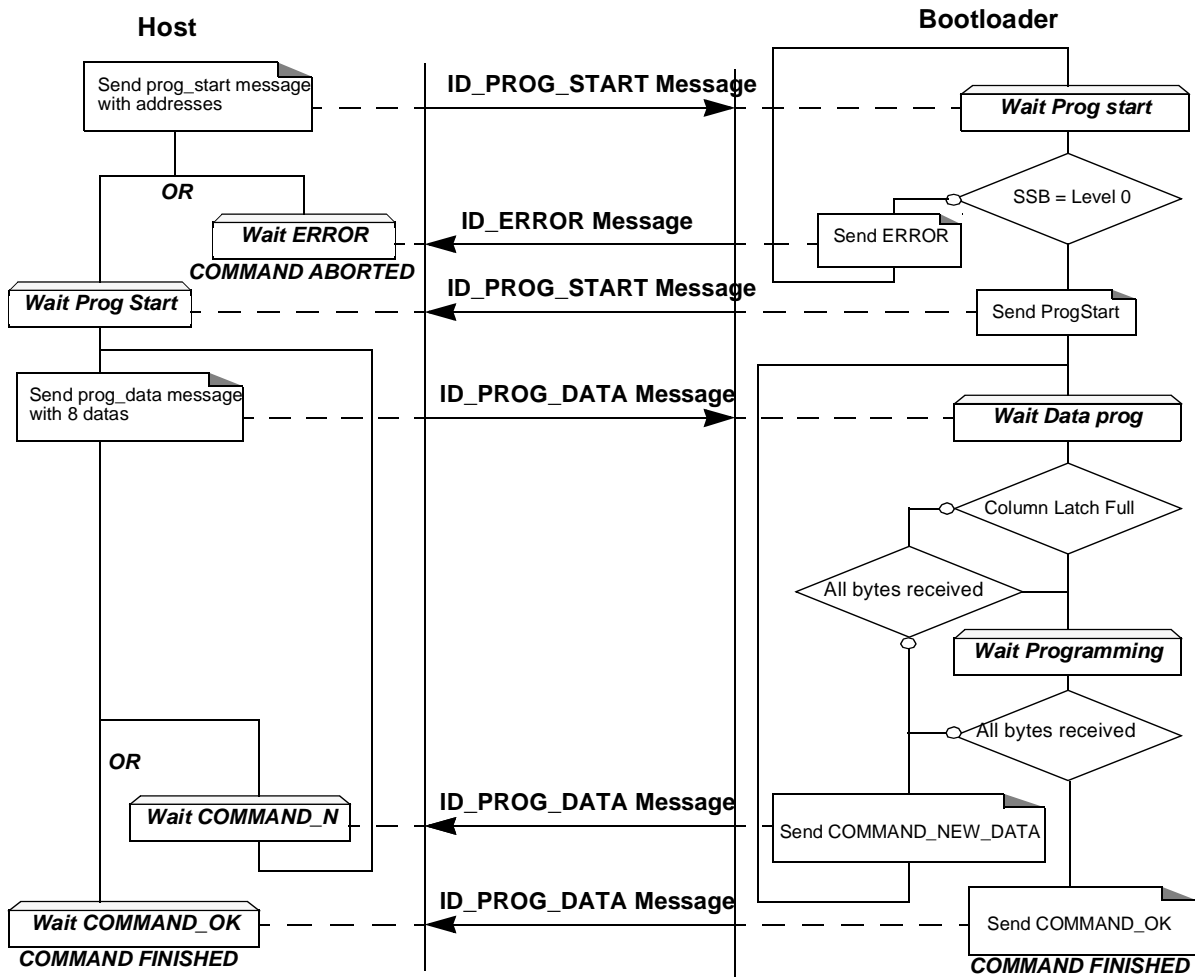 Host
Bootloader
Send prog_start message
with addresses
ID_PROG_START Message
Wait Prog start
OR
SSB = Level 0
Wait ERROR
ID_ERROR Message
Send ERROR
COMMAND ABORTED
Wait Prog Start
ID_PROG_START Message
Send ProgStart
Send prog_data message
with 8 datas
ID_PROG_DATA Message
Wait Data prog
Column Latch Full
All bytes received
Wait Programming
All bytes received
OR
Wait COMMAND_N
ID_PROG_DATA Message
Send COMMAND_NEW_DATA
Wait COMMAND_OK
ID_PROG_DATA Message
Send COMMAND_OK
COMMAND FINISHED
COMMAND FINISHED